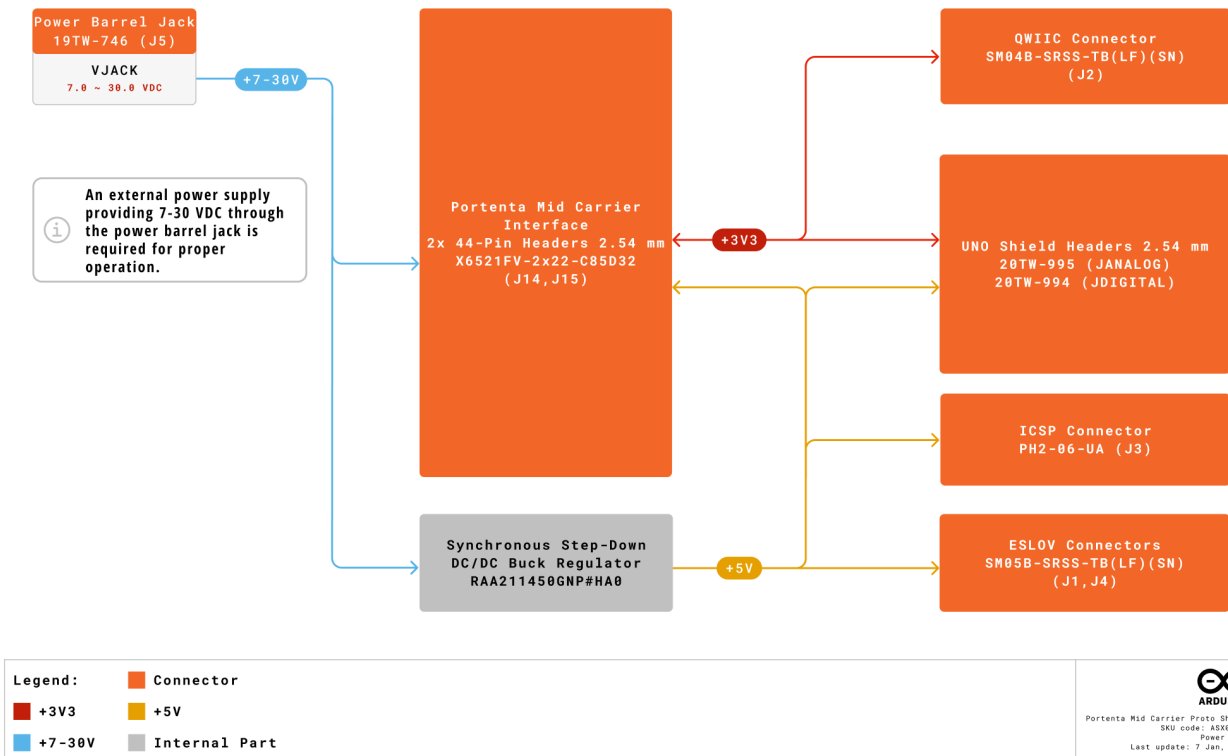 Power Barrel Jack
19TW-746 (J5)
VJACK
7.0 ~ 30.0 VDC
+7-30V
An external power supply
providing 7-30 VDC through
the power barrel jack is
required for proper
operation.
Portenta Mid Carrier
Interface
2x 44-Pin Headers 2.54 mm
X6521FV-2x22-C85D32
(J14,J15)
+3V3
QWIIC Connector
SM04B-SRSS-TB(LF)(SN)
(J2)
UNO Shield Headers 2.54 mm
20TW-995 (JANALOG)
20TW-994 (JDIGITAL)
ICSP Connector
PH2-06-UA (J3)
Synchronous Step-Down
DC/DC Buck Regulator
RAA211450GNP#HA0
+5V
ESLOV Connectors
SM05B-SRSS-TB(LF)(SN)
(J1,J4)
Legend:
Connector
+3V3
+5V
+7-30V
Internal Part
ARDU
Portenta Mid Carrier Proto Sh
SKU code: ASX0
Power
Last update: 7 Jan,